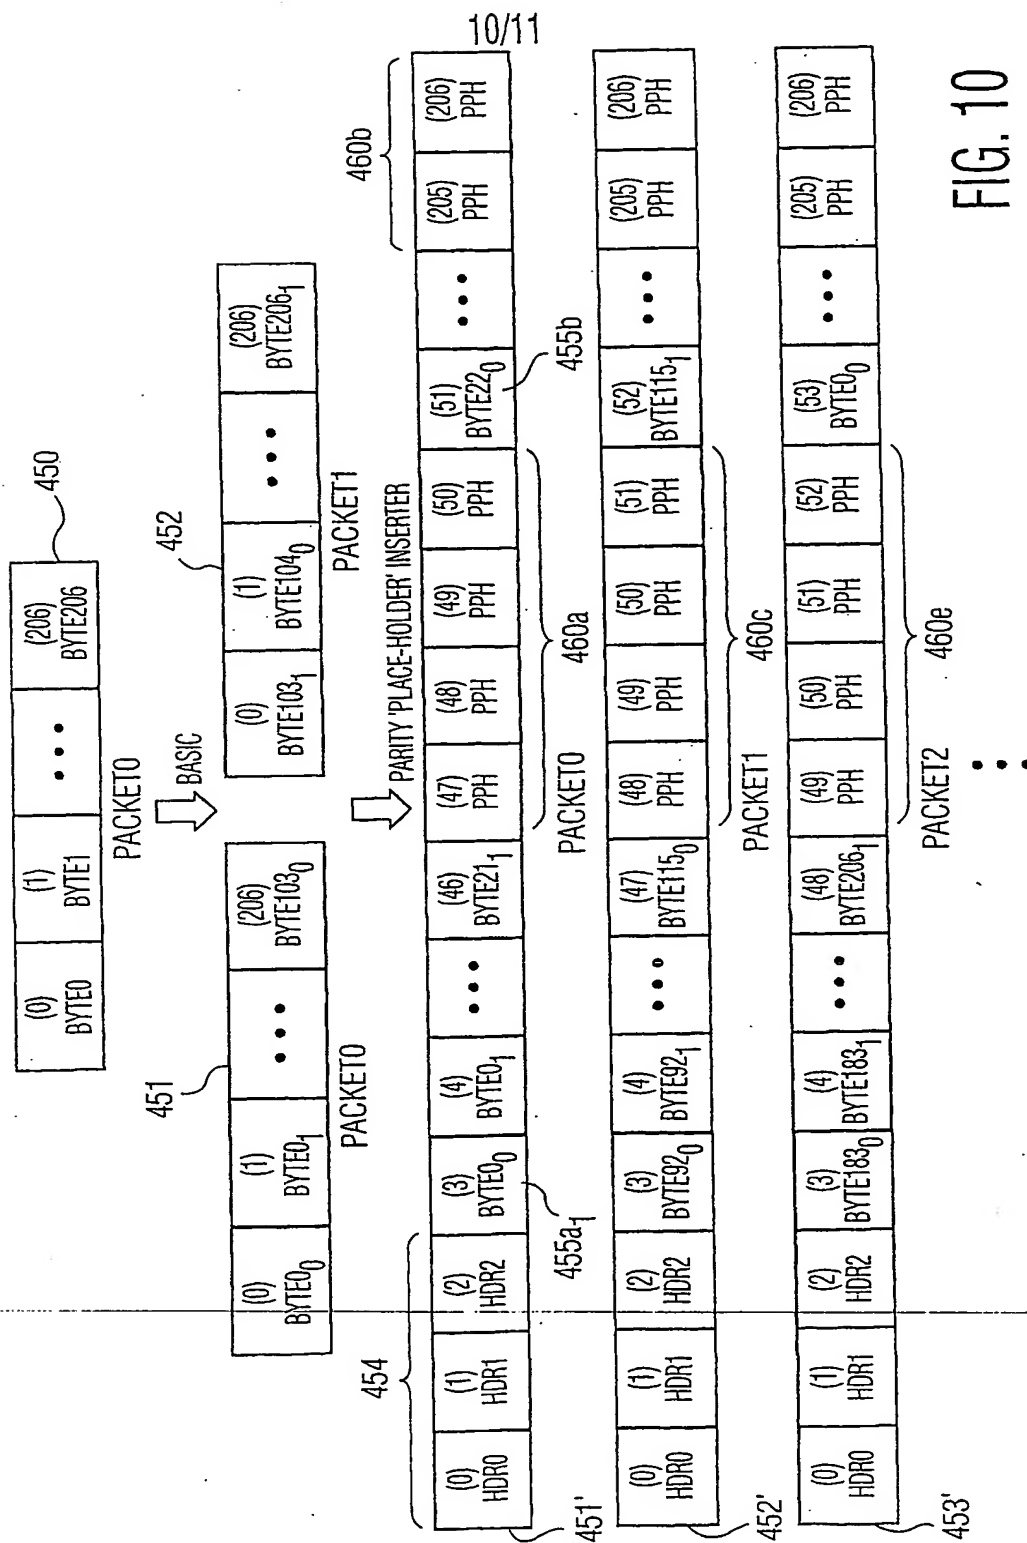 10/11
450
(0) BYTE0 (1) BYTE1 ••• (206) BYTE206
PACKET0
BASIC
451
(0) BYTE0₀ (1) BYTE0₁ ••• (206) BYTE103₀
PACKET0
452
(0) BYTE103₁ (1) BYTE104₀ ••• (206) BYTE206₁
PACKET1
PARITY 'PLACE-HOLDER' INSERTER
454
460b
(0) HDR0 (1) HDR1 (2) HDR2 (3) BYTE0₀ (4) BYTE0₁ ••• (46) BYTE21₁ (47) PPH (48) PPH (49) PPH (50) PPH (51) BYTE22₀ ••• (205) PPH (206) PPH
451'
455a₁
PACKET0
460a
455b
(0) HDR0 (1) HDR1 (2) HDR2 (3) BYTE92₀ (4) BYTE92₁ ••• (47) BYTE115₀ (48) PPH (49) PPH (50) PPH (51) PPH (52) BYTE115₁ ••• (205) PPH (206) PPH
452'
PACKET1
460c
(0) HDR0 (1) HDR1 (2) HDR2 (3) BYTE183₀ (4) BYTE183₁ ••• (48) BYTE206₁ (49) PPH (50) PPH (51) PPH (52) PPH (53) BYTE0₀ ••• (205) PPH (206) PPH
453'
PACKET2
460e
FIG. 10